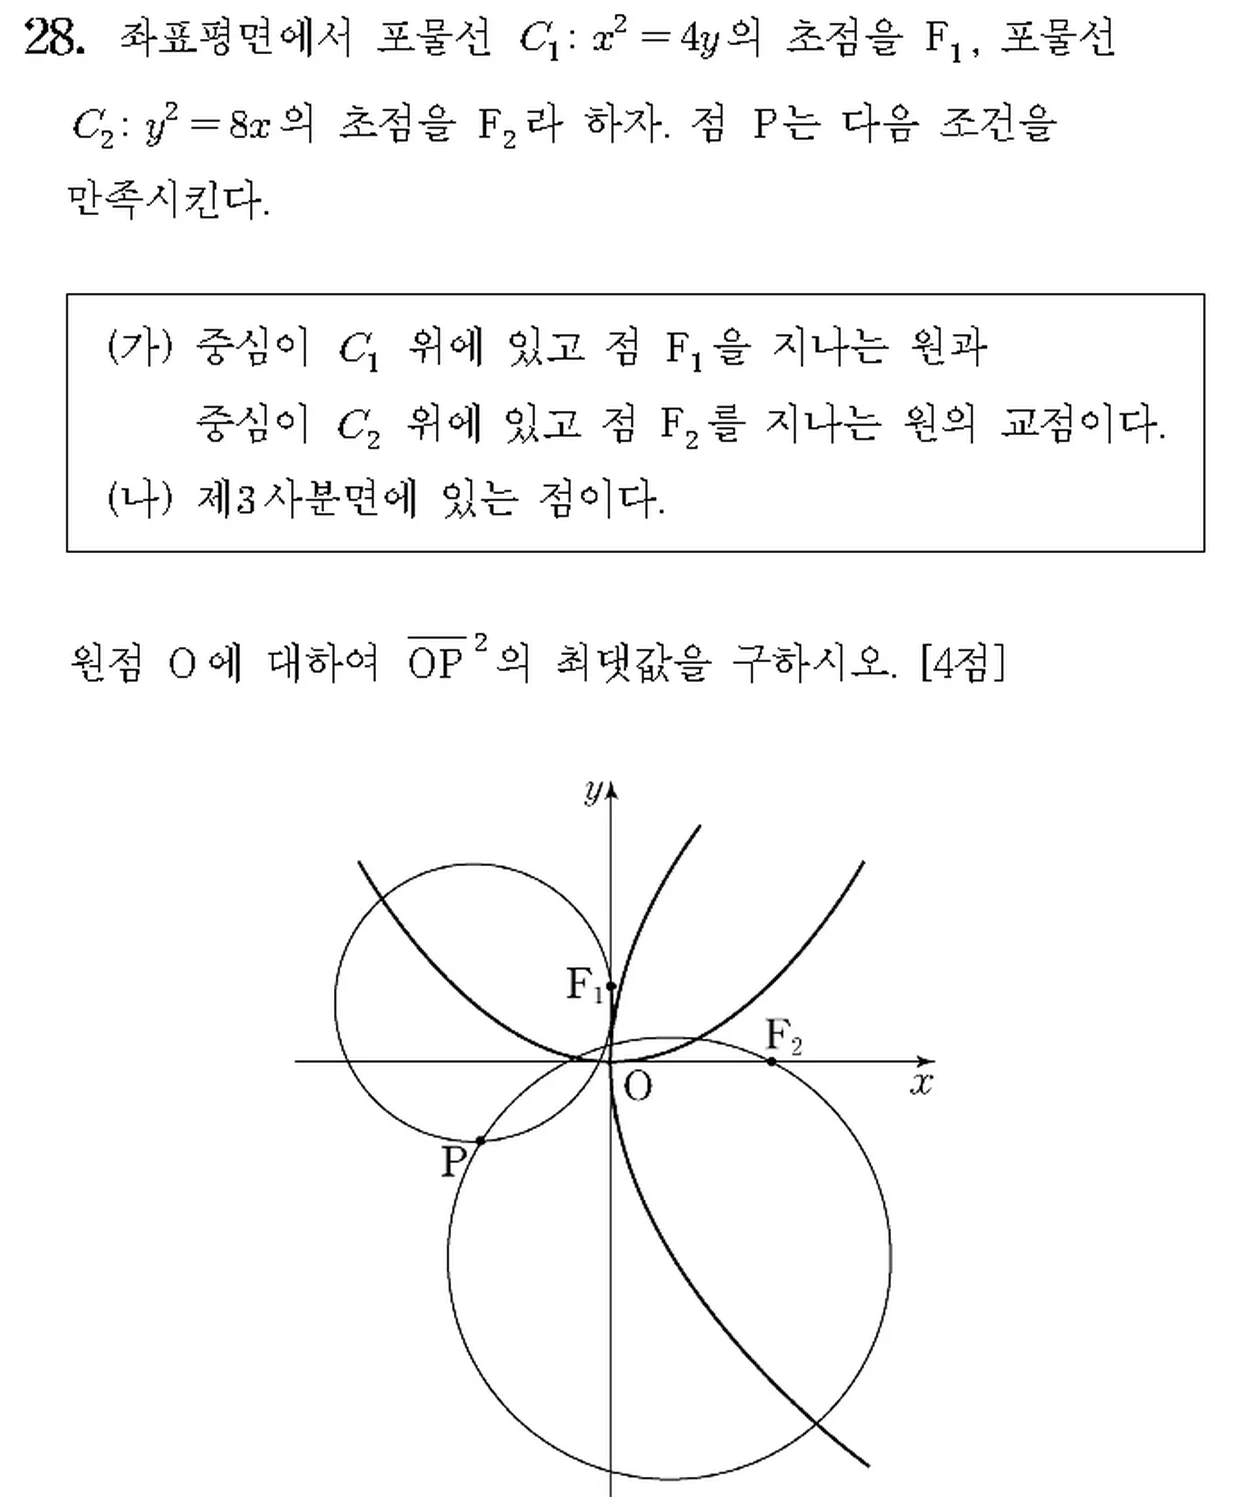 28. 좌표평면에서 포물선 C₁: x² = 4y의 초점을 F₁, 포물선
C₂: y² = 8x의 초점을 F₂라 하자. 점 P는 다음 조건을
만족시킨다.
(가) 중심이 C₁ 위에 있고 점 F₁을 지나는 원과
중심이 C₂ 위에 있고 점 F₂를 지나는 원의 교점이다.
(나) 제3사분면에 있는 점이다.
원점 O에 대하여 O̅P̅²의 최댓값을 구하시오. [4점]
y
F₁
F₂
O
x
P